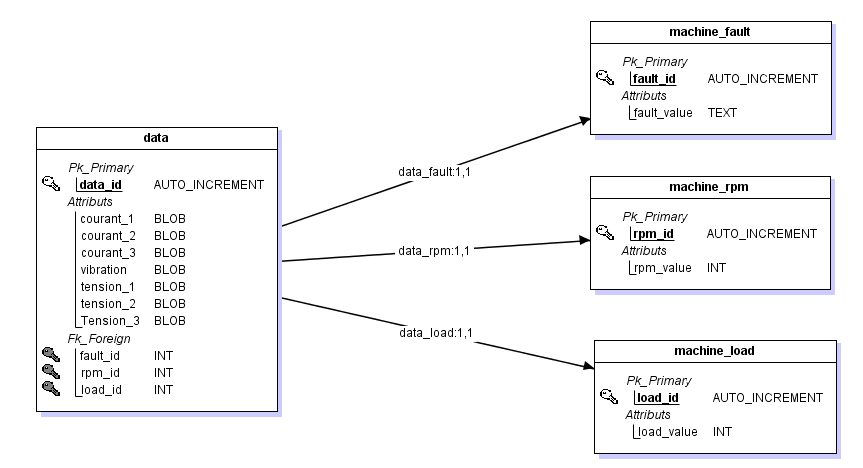 data
Pk_Primary
data_id AUTO_INCREMENT
Attributs
courant_1 BLOB
courant_2 BLOB
courant_3 BLOB
vibration BLOB
tension_1 BLOB
tension_2 BLOB
Tension_3 BLOB
Fk_Foreign
fault_id INT
rpm_id INT
load_id INT
data_fault:1,1
data_rpm:1,1
data_load:1,1
machine_fault
Pk_Primary
fault_id AUTO_INCREMENT
Attributs
fault_value TEXT
machine_rpm
Pk_Primary
rpm_id AUTO_INCREMENT
Attributs
rpm_value INT
machine_load
Pk_Primary
load_id AUTO_INCREMENT
Attributs
load_value INT